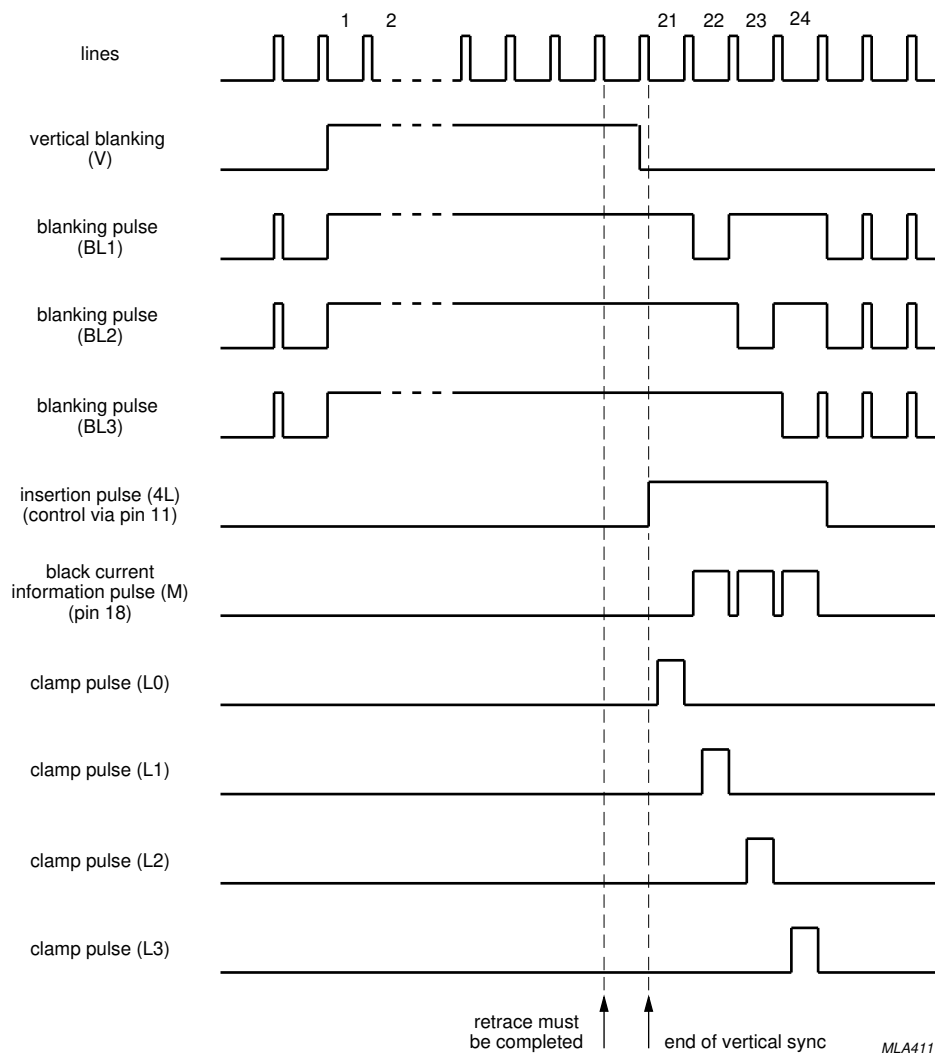 1 2 21 22 23 24
lines
vertical blanking
(V)
blanking pulse
(BL1)
blanking pulse
(BL2)
blanking pulse
(BL3)
insertion pulse (4L)
(control via pin 11)
black current
information pulse (M)
(pin 18)
clamp pulse (L0)
clamp pulse (L1)
clamp pulse (L2)
clamp pulse (L3)
retrace must
be completed
end of vertical sync
MLA411